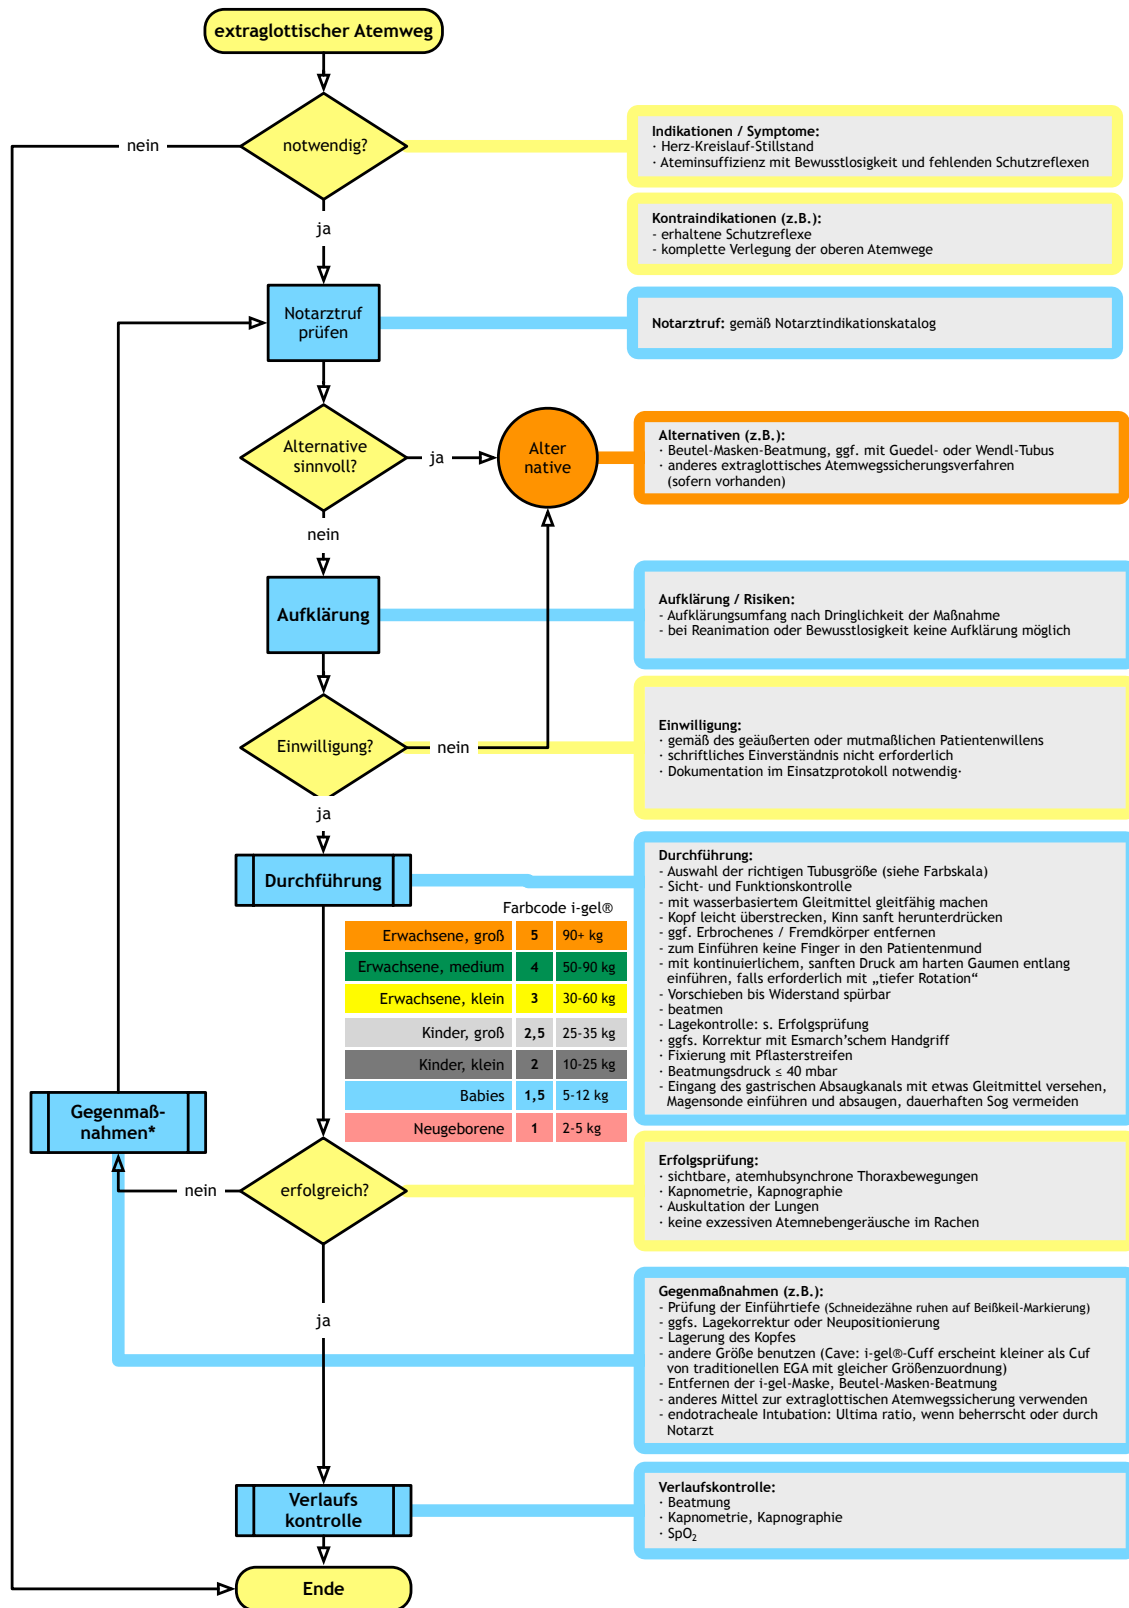 extraglottischer Atemweg
notwendig?
nein
ja
Indikationen / Symptome:
· Herz-Kreislauf-Stillstand
· Ateminsuffizienz mit Bewusstlosigkeit und fehlenden Schutzreflexen
Kontraindikationen (z.B.):
- erhaltene Schutzreflexe
- komplette Verlegung der oberen Atemwege
Notarztruf
prüfen
Notarztruf: gemäß Notarztindikationskatalog
Alternative
sinnvoll?
ja
nein
Alter
native
Alternativen (z.B.):
· Beutel-Masken-Beatmung, ggf. mit Guedel- oder Wendl-Tubus
· anderes extraglottisches Atemwegssicherungsverfahren
(sofern vorhanden)
Aufklärung
Aufklärung / Risiken:
- Aufklärungsumfang nach Dringlichkeit der Maßnahme
- bei Reanimation oder Bewusstlosigkeit keine Aufklärung möglich
Einwilligung?
nein
ja
Einwilligung:
· gemäß des geäußerten oder mutmaßlichen Patientenwillens
· schriftliches Einverständnis nicht erforderlich
· Dokumentation im Einsatzprotokoll notwendig·
Durchführung
Durchführung:
- Auswahl der richtigen Tubusgröße (siehe Farbskala)
- Sicht- und Funktionskontrolle
- mit wasserbasiertem Gleitmittel gleitfähig machen
- Kopf leicht überstrecken, Kinn sanft herunterdrücken
- ggf. Erbrochenes / Fremdkörper entfernen
- zum Einführen keine Finger in den Patientenmund
- mit kontinuierlichem, sanften Druck am harten Gaumen entlang
einführen, falls erforderlich mit „tiefer Rotation“
- Vorschieben bis Widerstand spürbar
- beatmen
- Lagekontrolle: s. Erfolgsprüfung
- ggfs. Korrektur mit Esmarch'schem Handgriff
- Fixierung mit Pflasterstreifen
- Beatmungsdruck ≤ 40 mbar
- Eingang des gastrischen Absaugkanals mit etwas Gleitmittel versehen,
Magensonde einführen und absaugen, dauerhaften Sog vermeiden
Farbcode i-gel®
Erwachsene, groß 5 90+ kg
Erwachsene, medium 4 50-90 kg
Erwachsene, klein 3 30-60 kg
Kinder, groß 2,5 25-35 kg
Kinder, klein 2 10-25 kg
Babies 1,5 5-12 kg
Neugeborene 1 2-5 kg
Gegenmaß-
nahmen*
erfolgreich?
nein
ja
Erfolgsprüfung:
· sichtbare, atemhubsynchrone Thoraxbewegungen
· Kapnometrie, Kapnographie
· Auskultation der Lungen
· keine exzessiven Atemnebengeräusche im Rachen
Gegenmaßnahmen (z.B.):
- Prüfung der Einführtiefe (Schneidezähne ruhen auf Beißkeil-Markierung)
- ggfs. Lagekorrektur oder Neupositionierung
- Lagerung des Kopfes
- andere Größe benutzen (Cave: i-gel®-Cuff erscheint kleiner als Cuf
von traditionellen EGA mit gleicher Größenzuordnung)
- Entfernen der i-gel-Maske, Beutel-Masken-Beatmung
- anderes Mittel zur extraglottischen Atemwegssicherung verwenden
- endotracheale Intubation: Ultima ratio, wenn beherrscht oder durch
Notarzt
Verlaufs
kontrolle
Verlaufskontrolle:
· Beatmung
· Kapnometrie, Kapnographie
· SpO₂
Ende